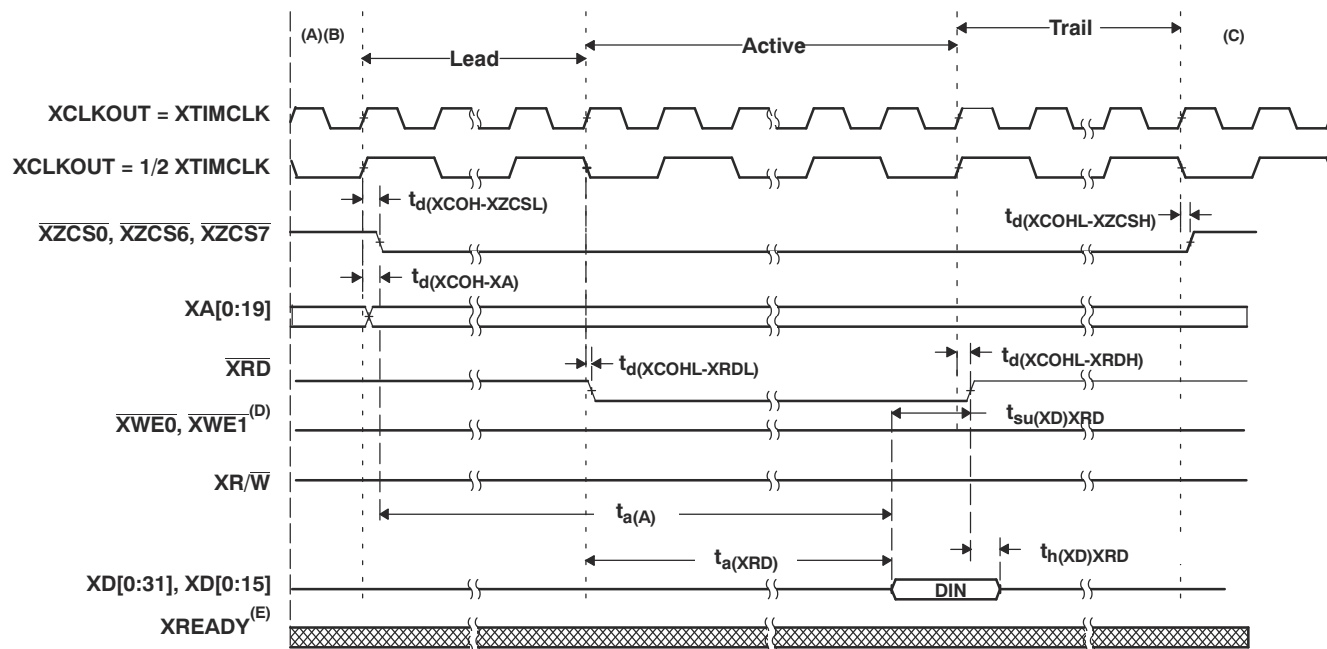 (A)(B)
Lead
Active
Trail
(C)
XCLKOUT = XTIMCLK
XCLKOUT = 1/2 XTIMCLK
td(XCOH-XZCSL)
td(XCOHL-XZCSH)
XZCS0, XZCS6, XZCS7
td(XCOH-XA)
XA[0:19]
XRD
td(XCOHL-XRDL)
td(XCOHL-XRDH)
tsu(XD)XRD
XWE0, XWE1(D)
XR/W
ta(A)
ta(XRD)
th(XD)XRD
XD[0:31], XD[0:15]
DIN
XREADY(E)